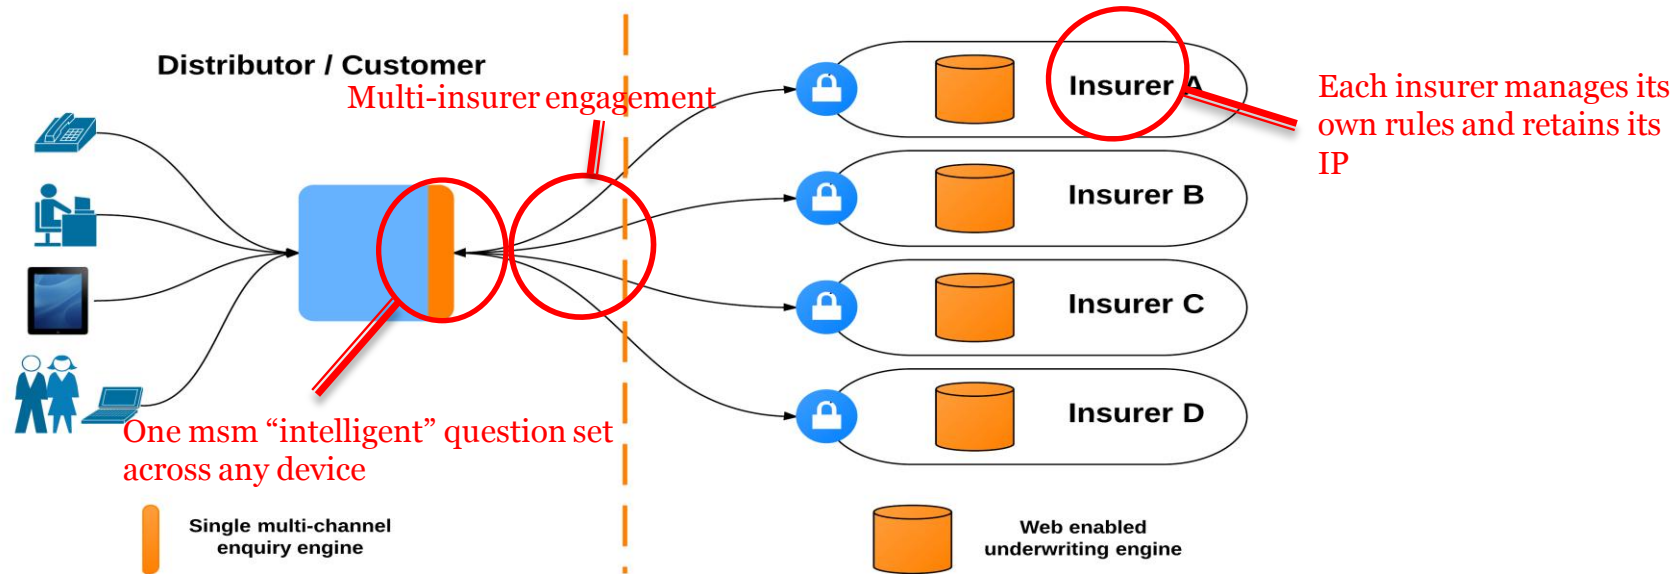 Distributor / Customer
Multi-insurer engagement
Insurer A
Each insurer manages its
own rules and retains its
IP
Insurer B
Insurer C
Insurer D
One msm “intelligent” question set
across any device
Single multi-channel
enquiry engine
Web enabled
underwriting engine